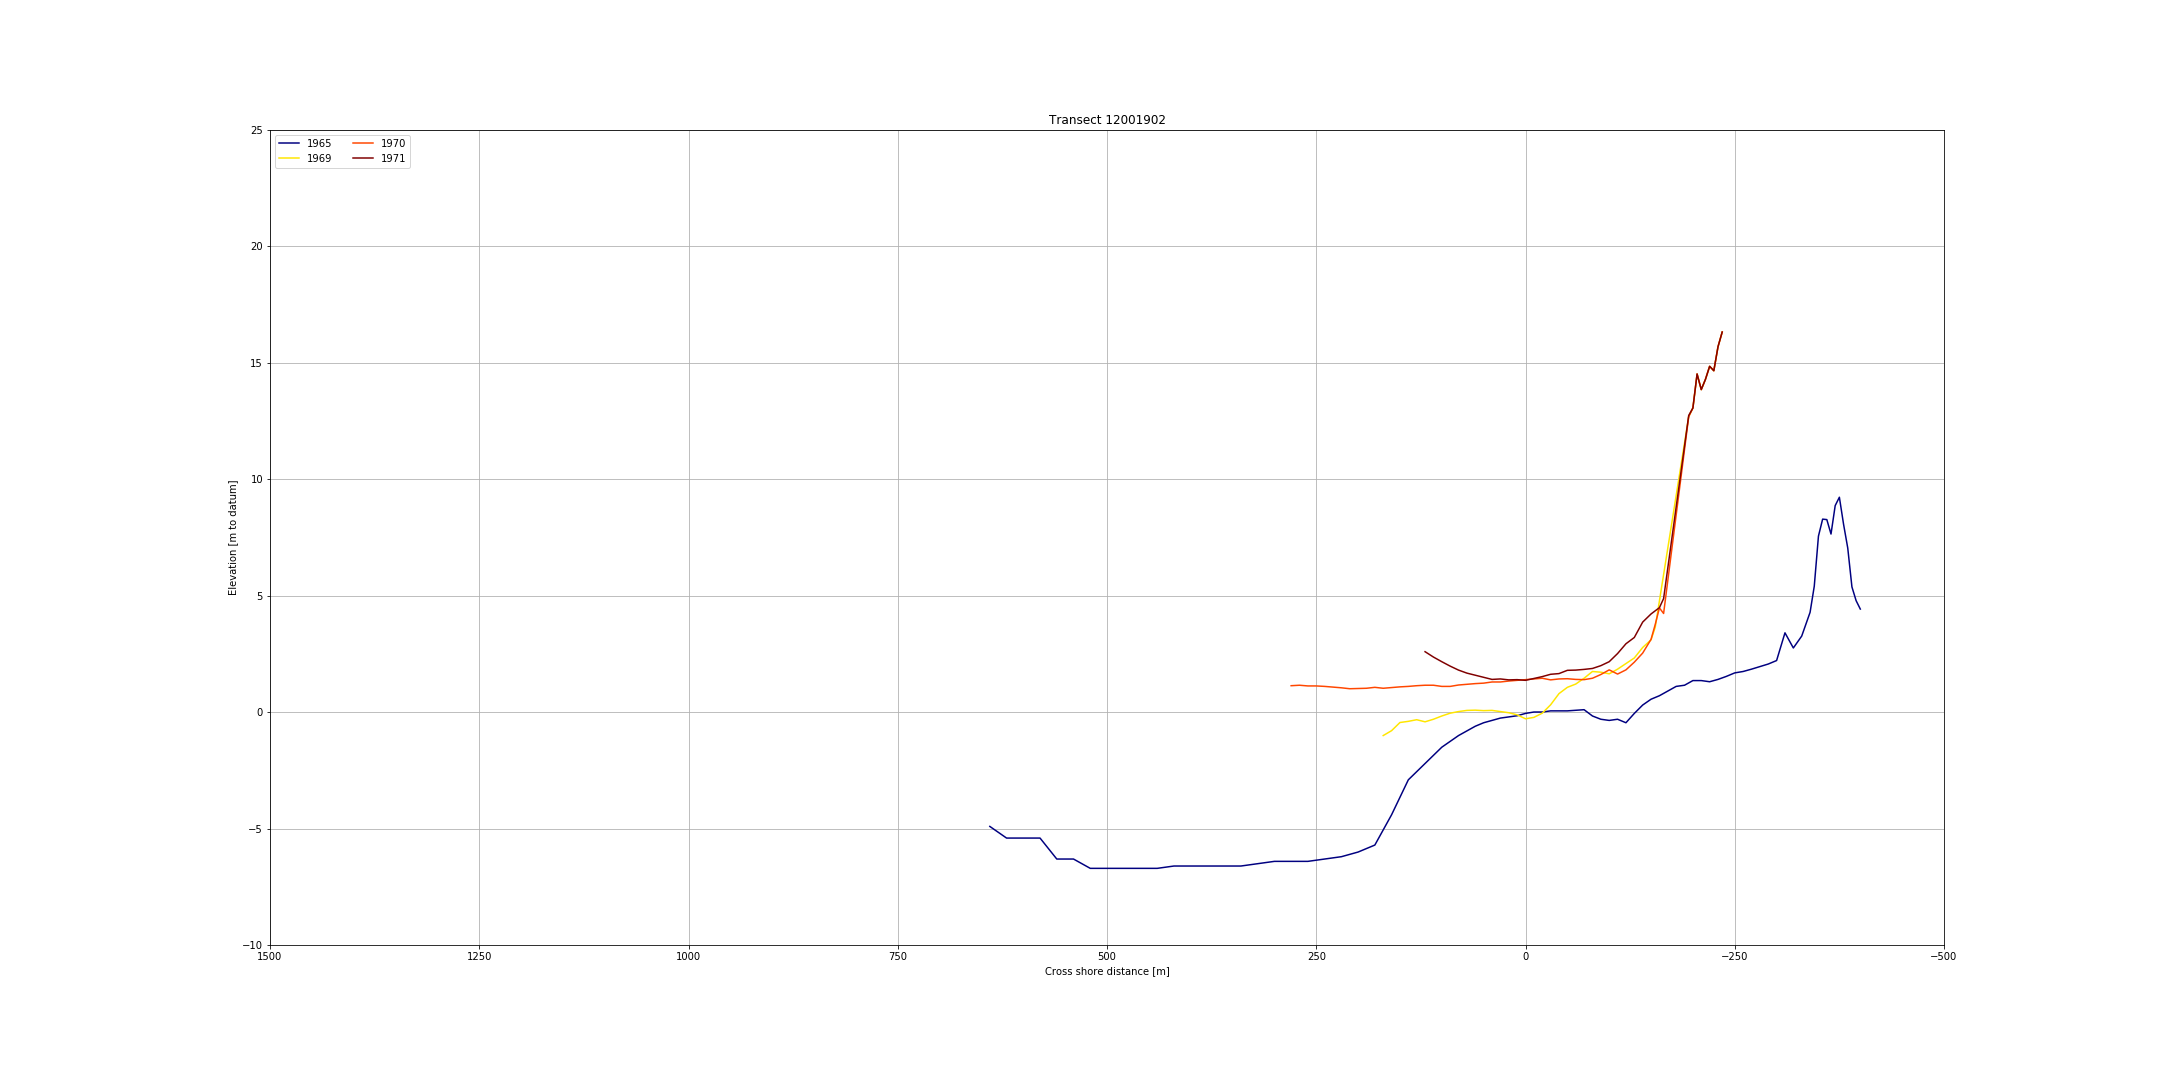 Transect 12001902
25
1965 1970
1969 1971
20
15
10
Elevation [m to datum]
5
0
−5
−10
1500 1250 1000 750 500 250 0 −250 −500
Cross shore distance [m]